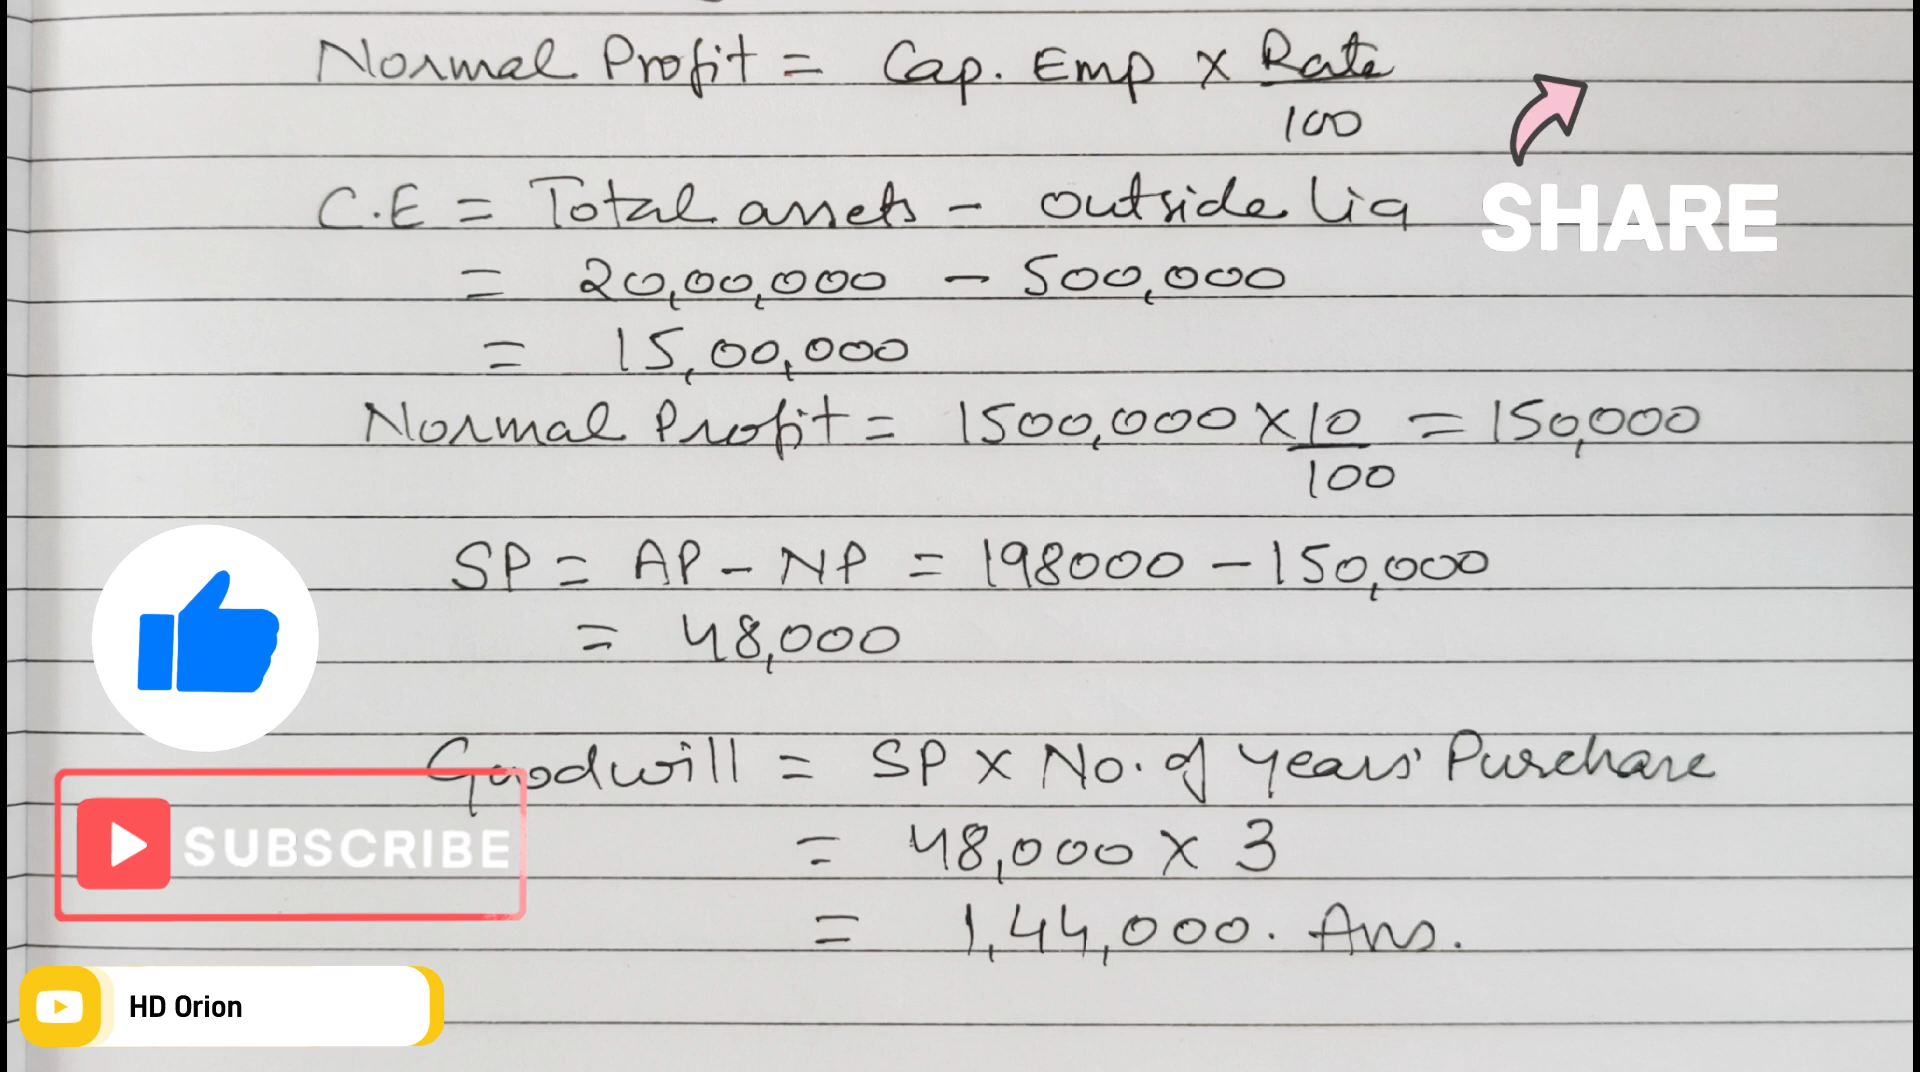 Normal Profit = Cap. Emp × Rate
100
C.E = Total assets - outside Lia
= 20,00,000 - 500,000
= 15,00,000
Normal Profit = 1500,000 × 10 = 150,000
100
SP = AP - NP = 198000 - 150,000
= 48,000
Goodwill = SP × No. of Years' Purchase
= 48,000 × 3
= 1,44,000. Ans.
SHARE
SUBSCRIBE
HD Orion